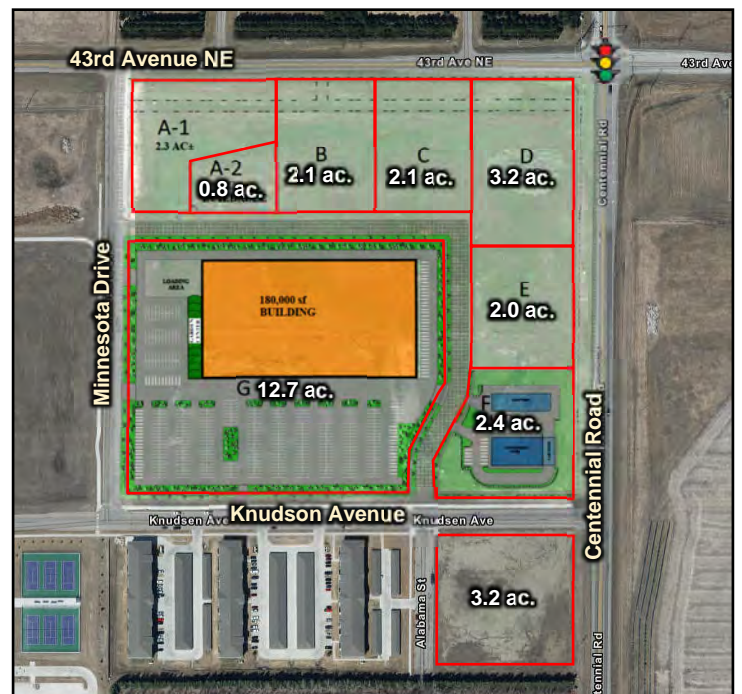 43rd Avenue NE
43rd Ave NE
43rd Ave
A-1
2.3 AC±
A-2
0.8 ac.
B
2.1 ac.
C
2.1 ac.
D
3.2 ac.
Centennial Rd
Minnesota Drive
LOADING
AREA
180,000 sf
BUILDING
GARDEN
CENTER
E
2.0 ac.
G 12.7 ac.
F
2.4 ac.
Centennial Road
Knudsen Ave
Knudson Avenue
Knudsen Ave
Alabama St
3.2 ac.
tennial Rd